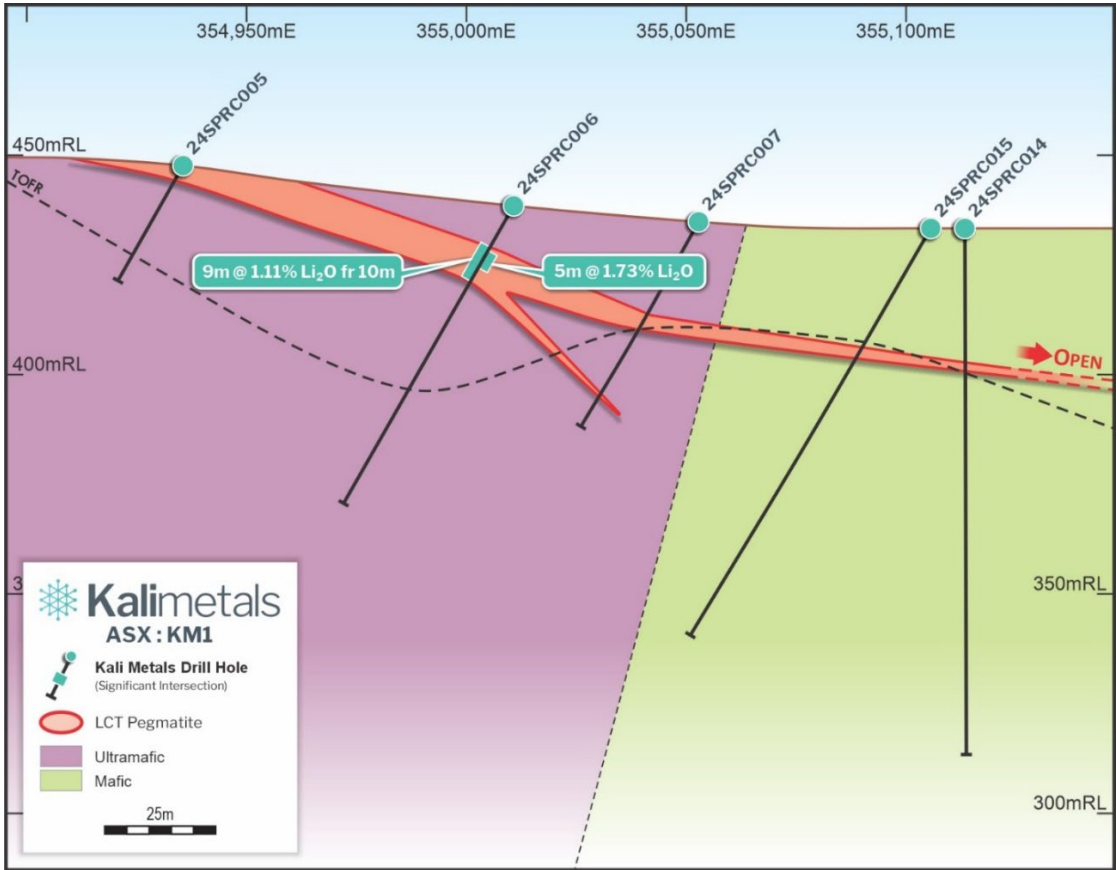 354,950mE
355,000mE
355,050mE
355,100mE
24SPRC005
24SPRC006
24SPRC007
24SPRC015
24SPRC014
450mRL
TOFR
9m @ 1.11% Li₂O fr 10m
5m @ 1.73% Li₂O
400mRL
OPEN
3
350mRL
300mRL
Kalimetals
ASX : KM1
Kali Metals Drill Hole
(Significant Intersection)
LCT Pegmatite
Ultramafic
Mafic
25m